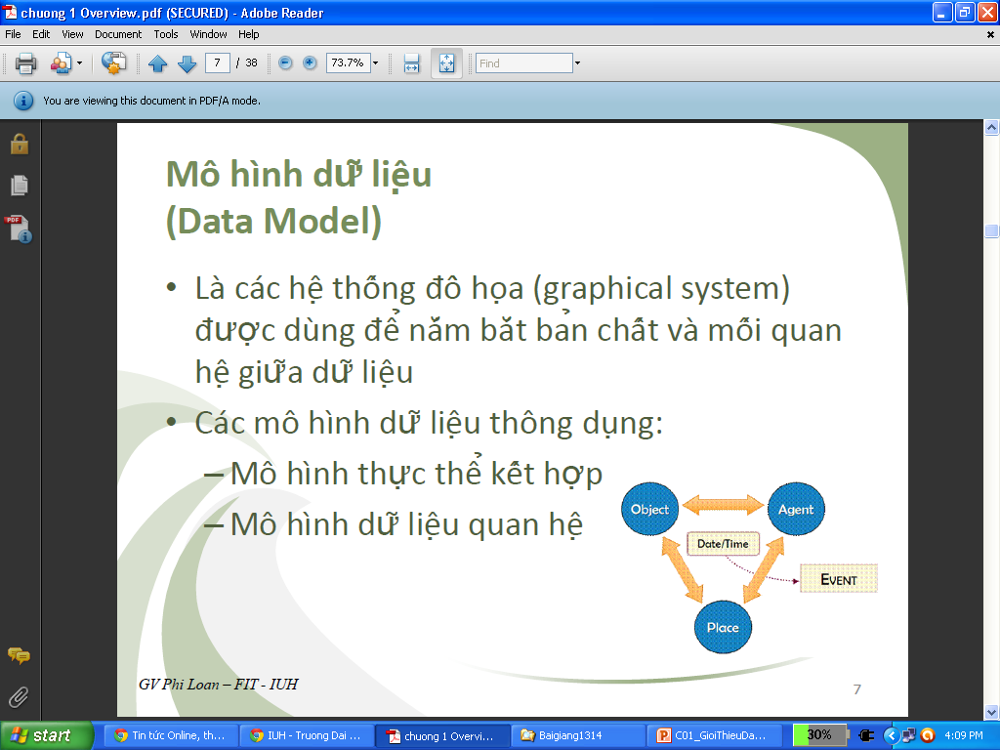 chuong 1 Overview.pdf (SECURED) - Adobe Reader
File Edit View Document Tools Window Help
7 / 38 73.7% Find
You are viewing this document in PDF/A mode.
Mô hình dữ liệu
(Data Model)
• Là các hệ thống đồ họa (graphical system)
được dùng để nắm bắt bản chất và mối quan
hệ giữa dữ liệu
• Các mô hình dữ liệu thông dụng:
– Mô hình thực thể kết hợp
– Mô hình dữ liệu quan hệ
Object
Agent
Date/Time
EVENT
Place
GV Phi Loan – FIT - IUH
7
start
Tin tức Online, th...
IUH - Truong Dai ...
chuong 1 Overvi...
Baigiang1314
C01_GioiThieuDa...
30%
4:09 PM